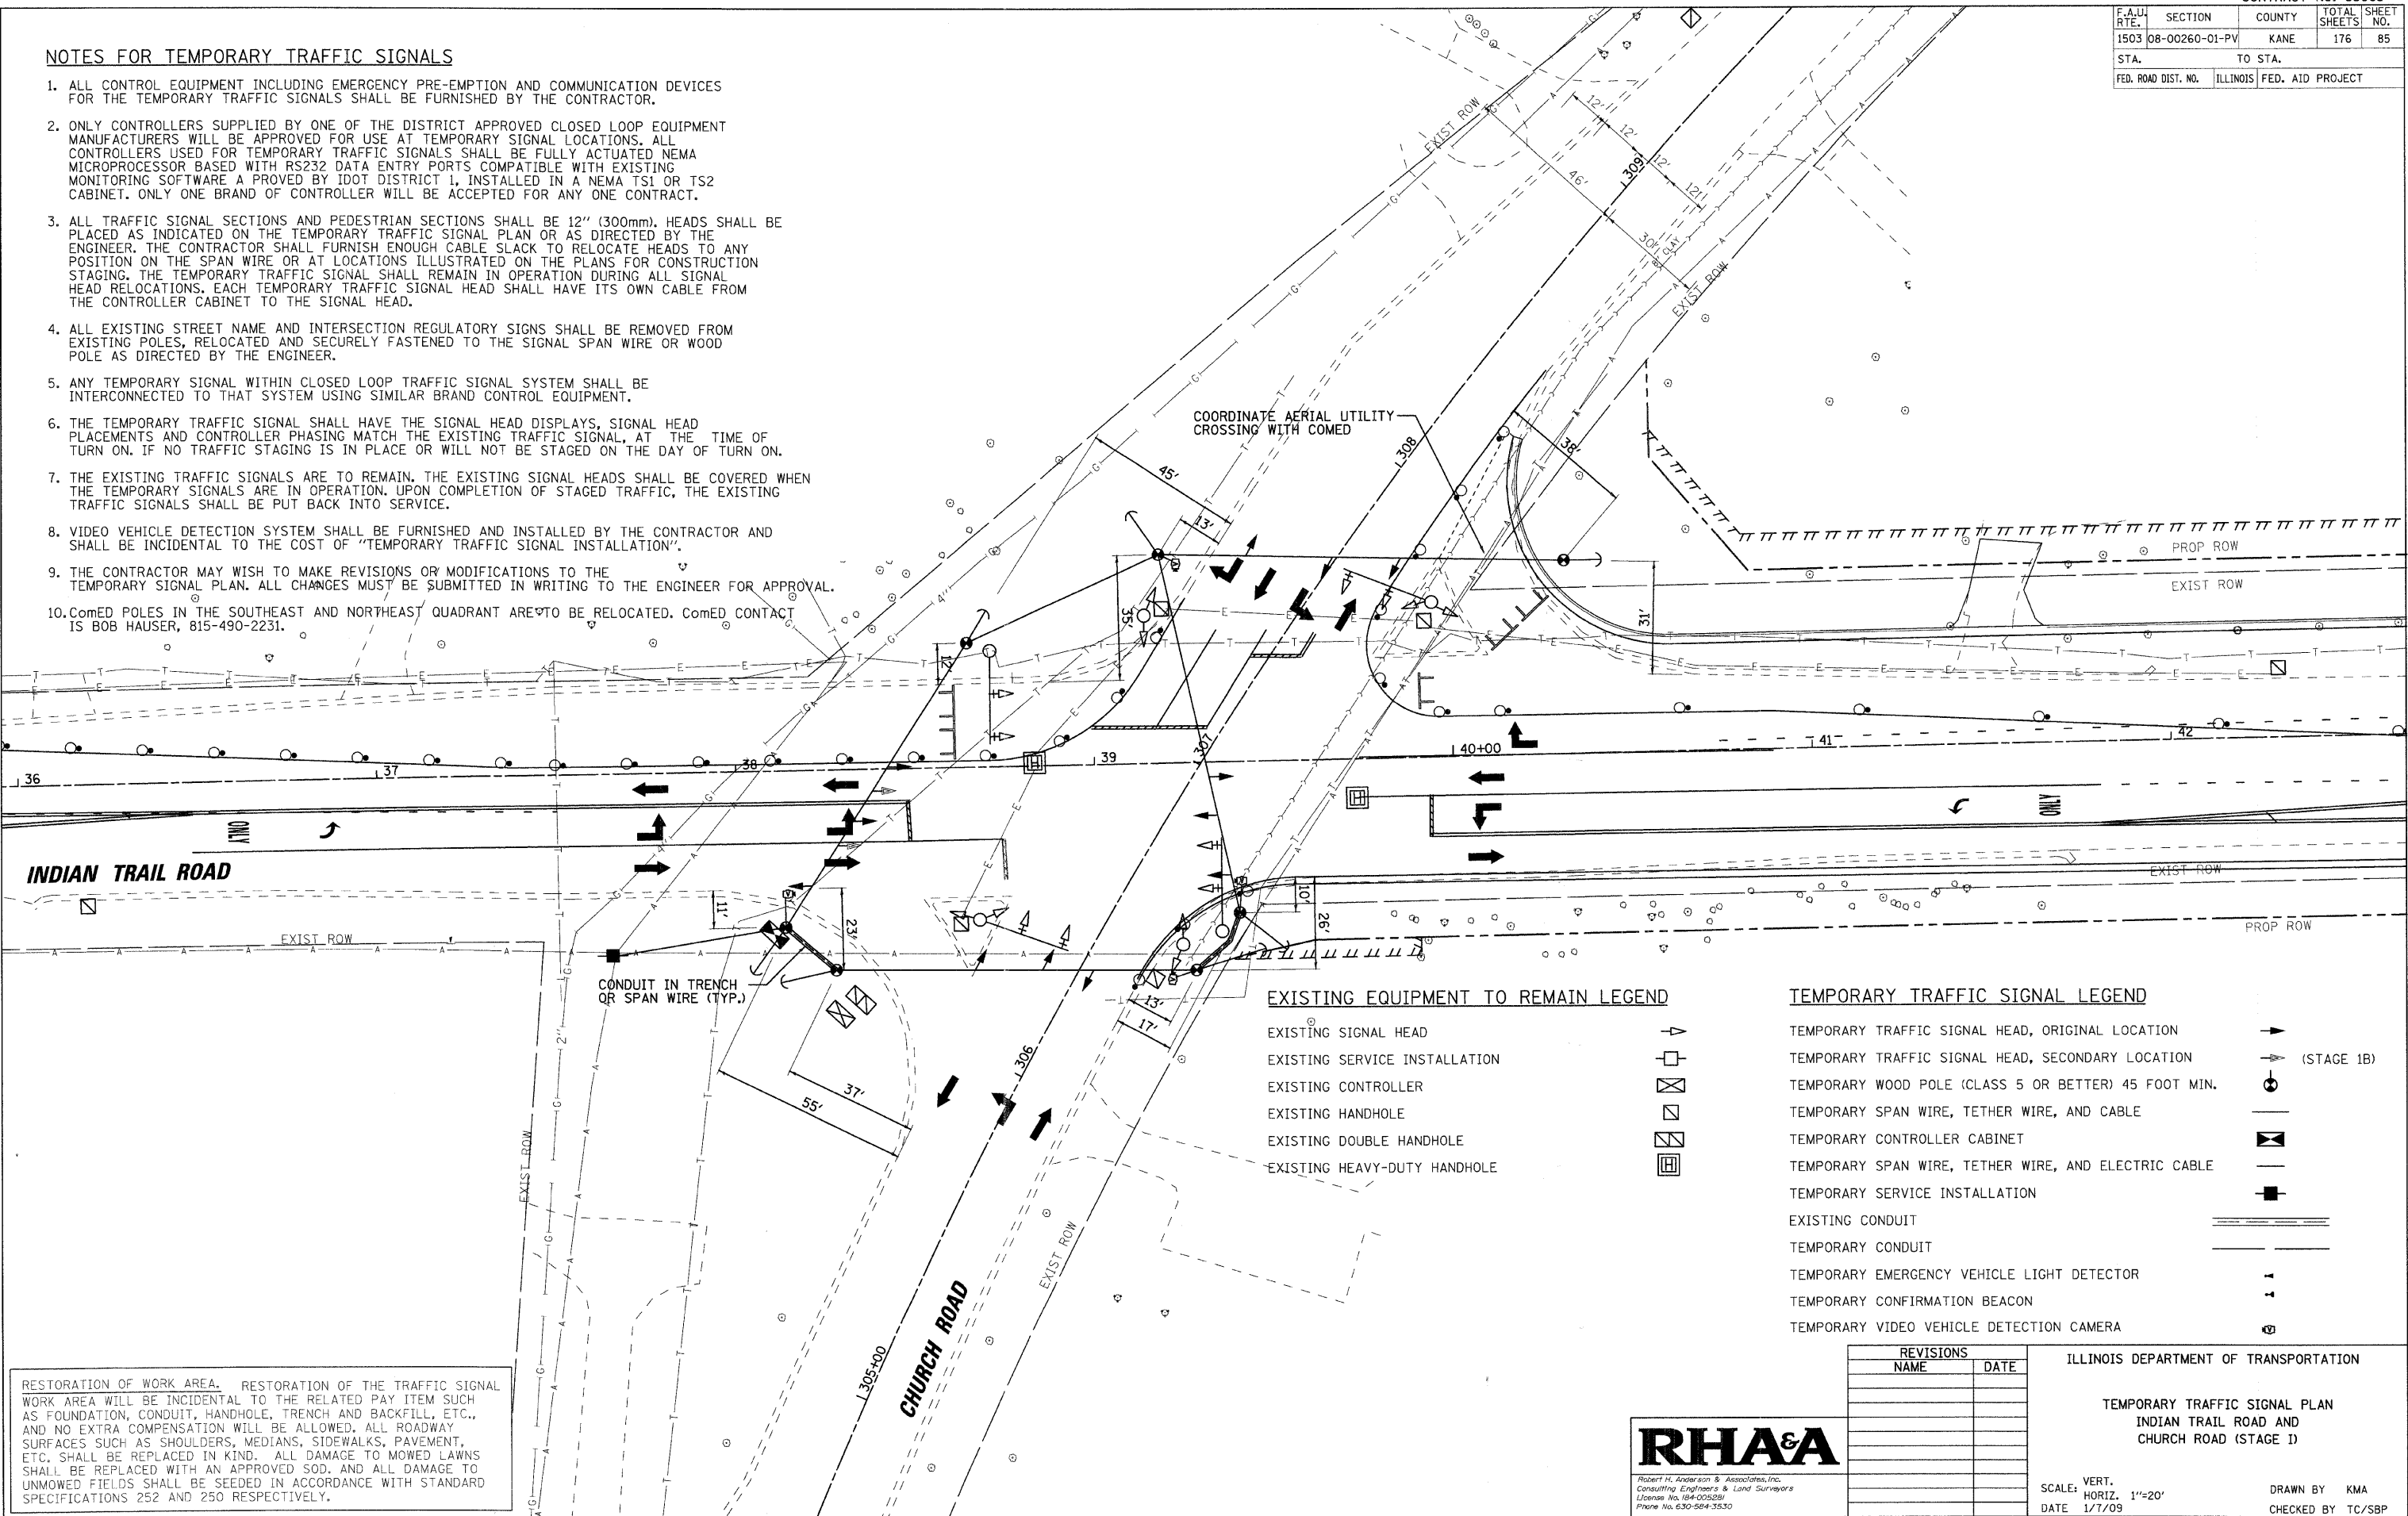 F.A.U. RTE. SECTION COUNTY TOTAL SHEETS SHEET NO.
1503 08-00260-01-PV KANE 176 85
STA. TO STA.
FED. ROAD DIST. NO. ILLINOIS FED. AID PROJECT
NOTES FOR TEMPORARY TRAFFIC SIGNALS
1. ALL CONTROL EQUIPMENT INCLUDING EMERGENCY PRE-EMPTION AND COMMUNICATION DEVICES
FOR THE TEMPORARY TRAFFIC SIGNALS SHALL BE FURNISHED BY THE CONTRACTOR.
2. ONLY CONTROLLERS SUPPLIED BY ONE OF THE DISTRICT APPROVED CLOSED LOOP EQUIPMENT
MANUFACTURERS WILL BE APPROVED FOR USE AT TEMPORARY SIGNAL LOCATIONS. ALL
CONTROLLERS USED FOR TEMPORARY TRAFFIC SIGNALS SHALL BE FULLY ACTUATED NEMA
MICROPROCESSOR BASED WITH RS232 DATA ENTRY PORTS COMPATIBLE WITH EXISTING
MONITORING SOFTWARE A PROVED BY IDOT DISTRICT 1, INSTALLED IN A NEMA TS1 OR TS2
CABINET. ONLY ONE BRAND OF CONTROLLER WILL BE ACCEPTED FOR ANY ONE CONTRACT.
3. ALL TRAFFIC SIGNAL SECTIONS AND PEDESTRIAN SECTIONS SHALL BE 12" (300mm). HEADS SHALL BE
PLACED AS INDICATED ON THE TEMPORARY TRAFFIC SIGNAL PLAN OR AS DIRECTED BY THE
ENGINEER. THE CONTRACTOR SHALL FURNISH ENOUGH CABLE SLACK TO RELOCATE HEADS TO ANY
POSITION ON THE SPAN WIRE OR AT LOCATIONS ILLUSTRATED ON THE PLANS FOR CONSTRUCTION
STAGING. THE TEMPORARY TRAFFIC SIGNAL SHALL REMAIN IN OPERATION DURING ALL SIGNAL
HEAD RELOCATIONS. EACH TEMPORARY TRAFFIC SIGNAL HEAD SHALL HAVE ITS OWN CABLE FROM
THE CONTROLLER CABINET TO THE SIGNAL HEAD.
4. ALL EXISTING STREET NAME AND INTERSECTION REGULATORY SIGNS SHALL BE REMOVED FROM
EXISTING POLES, RELOCATED AND SECURELY FASTENED TO THE SIGNAL SPAN WIRE OR WOOD
POLE AS DIRECTED BY THE ENGINEER.
5. ANY TEMPORARY SIGNAL WITHIN CLOSED LOOP TRAFFIC SIGNAL SYSTEM SHALL BE
INTERCONNECTED TO THAT SYSTEM USING SIMILAR BRAND CONTROL EQUIPMENT.
6. THE TEMPORARY TRAFFIC SIGNAL SHALL HAVE THE SIGNAL HEAD DISPLAYS, SIGNAL HEAD
PLACEMENTS AND CONTROLLER PHASING MATCH THE EXISTING TRAFFIC SIGNAL, AT THE TIME OF
TURN ON. IF NO TRAFFIC STAGING IS IN PLACE OR WILL NOT BE STAGED ON THE DAY OF TURN ON.
7. THE EXISTING TRAFFIC SIGNALS ARE TO REMAIN. THE EXISTING SIGNAL HEADS SHALL BE COVERED WHEN
THE TEMPORARY SIGNALS ARE IN OPERATION. UPON COMPLETION OF STAGED TRAFFIC, THE EXISTING
TRAFFIC SIGNALS SHALL BE PUT BACK INTO SERVICE.
8. VIDEO VEHICLE DETECTION SYSTEM SHALL BE FURNISHED AND INSTALLED BY THE CONTRACTOR AND
SHALL BE INCIDENTAL TO THE COST OF "TEMPORARY TRAFFIC SIGNAL INSTALLATION".
9. THE CONTRACTOR MAY WISH TO MAKE REVISIONS OR MODIFICATIONS TO THE
TEMPORARY SIGNAL PLAN. ALL CHANGES MUST BE SUBMITTED IN WRITING TO THE ENGINEER FOR APPROVAL.
10. ComED POLES IN THE SOUTHEAST AND NORTHEAST QUADRANT ARE TO BE RELOCATED. ComED CONTACT
IS BOB HAUSER, 815-490-2231.
EXIST ROW
12'
12'
12'
12'
46'
309
30'
8" CLAY
EXIST ROW
COORDINATE AERIAL UTILITY
CROSSING WITH COMED
308
38'
45'
13'
35'
12'
4"
31'
PROP ROW
EXIST ROW
36
37
38
39
307
40+00
41
42
ONLY
ONLY
INDIAN TRAIL ROAD
EXIST ROW
11'
23'
10'
26'
EXIST ROW
PROP ROW
CONDUIT IN TRENCH
OR SPAN WIRE (TYP.)
13'
17'
2"
306
37'
55'
EXIST ROW
EXIST ROW
305+00
CHURCH ROAD
EXISTING EQUIPMENT TO REMAIN LEGEND
EXISTING SIGNAL HEAD
EXISTING SERVICE INSTALLATION
EXISTING CONTROLLER
EXISTING HANDHOLE
EXISTING DOUBLE HANDHOLE
EXISTING HEAVY-DUTY HANDHOLE
TEMPORARY TRAFFIC SIGNAL LEGEND
TEMPORARY TRAFFIC SIGNAL HEAD, ORIGINAL LOCATION
TEMPORARY TRAFFIC SIGNAL HEAD, SECONDARY LOCATION (STAGE 1B)
TEMPORARY WOOD POLE (CLASS 5 OR BETTER) 45 FOOT MIN.
TEMPORARY SPAN WIRE, TETHER WIRE, AND CABLE
TEMPORARY CONTROLLER CABINET
TEMPORARY SPAN WIRE, TETHER WIRE, AND ELECTRIC CABLE
TEMPORARY SERVICE INSTALLATION
EXISTING CONDUIT
TEMPORARY CONDUIT
TEMPORARY EMERGENCY VEHICLE LIGHT DETECTOR
TEMPORARY CONFIRMATION BEACON
TEMPORARY VIDEO VEHICLE DETECTION CAMERA
RESTORATION OF WORK AREA. RESTORATION OF THE TRAFFIC SIGNAL
WORK AREA WILL BE INCIDENTAL TO THE RELATED PAY ITEM SUCH
AS FOUNDATION, CONDUIT, HANDHOLE, TRENCH AND BACKFILL, ETC.,
AND NO EXTRA COMPENSATION WILL BE ALLOWED. ALL ROADWAY
SURFACES SUCH AS SHOULDERS, MEDIANS, SIDEWALKS, PAVEMENT,
ETC. SHALL BE REPLACED IN KIND. ALL DAMAGE TO MOWED LAWNS
SHALL BE REPLACED WITH AN APPROVED SOD. AND ALL DAMAGE TO
UNMOWED FIELDS SHALL BE SEEDED IN ACCORDANCE WITH STANDARD
SPECIFICATIONS 252 AND 250 RESPECTIVELY.
RHA&A
Robert H. Anderson & Associates, Inc.
Consulting Engineers & Land Surveyors
License No. 184-005281
Phone No. 630-584-3530
REVISIONS
NAME DATE
ILLINOIS DEPARTMENT OF TRANSPORTATION
TEMPORARY TRAFFIC SIGNAL PLAN
INDIAN TRAIL ROAD AND
CHURCH ROAD (STAGE I)
SCALE: VERT.
HORIZ. 1"=20'
DATE 1/7/09
DRAWN BY KMA
CHECKED BY TC/SBP